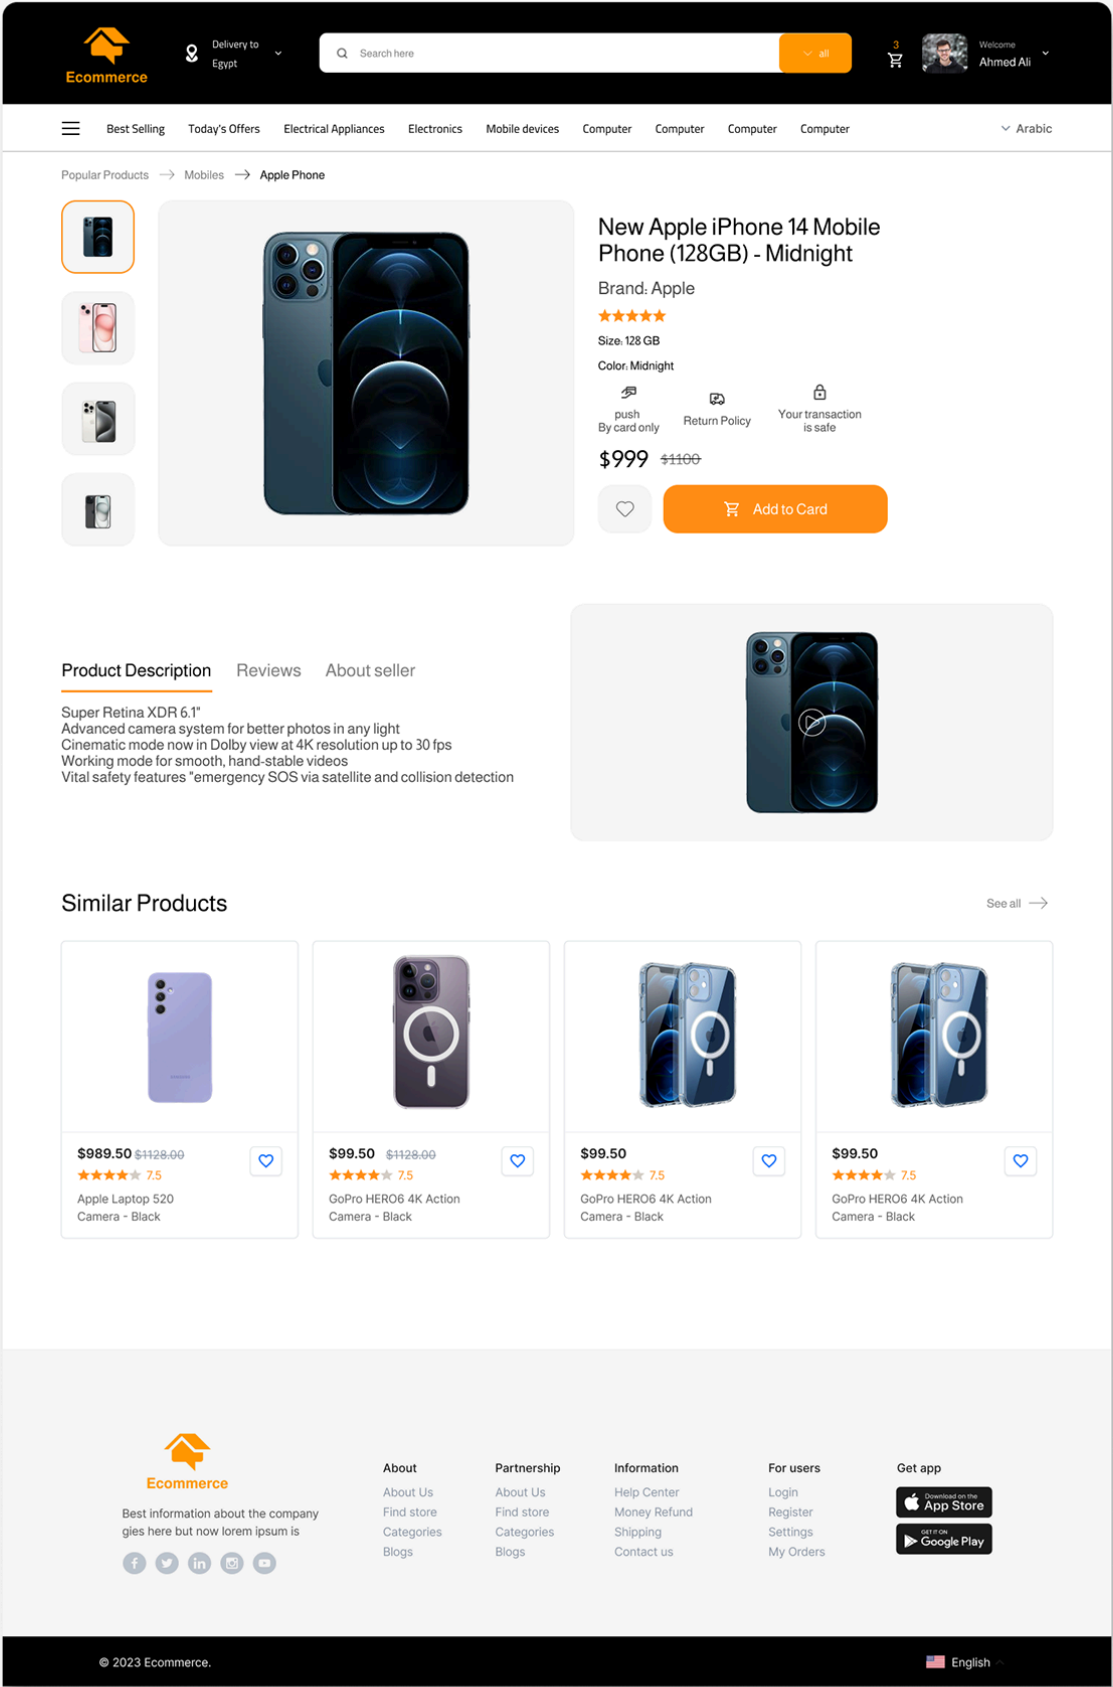 Ecommerce
Delivery to
Egypt
Search here
all
3
Welcome
Ahmed Ali
Best Selling
Today's Offers
Electrical Appliances
Electronics
Mobile devices
Computer
Computer
Computer
Computer
Arabic
Popular Products
Mobiles
Apple Phone
New Apple iPhone 14 Mobile
Phone (128GB) - Midnight
Brand: Apple
Size: 128 GB
Color: Midnight
push
By card only
Return Policy
Your transaction
is safe
$999 $1100
Add to Card
Product Description
Reviews
About seller
Super Retina XDR 6.1"
Advanced camera system for better photos in any light
Cinematic mode now in Dolby view at 4K resolution up to 30 fps
Working mode for smooth, hand-stable videos
Vital safety features "emergency SOS via satellite and collision detection
Similar Products
See all
$989.50 $1128.00
7.5
Apple Laptop 520
Camera - Black
$99.50 $1128.00
7.5
GoPro HERO6 4K Action
Camera - Black
$99.50
7.5
GoPro HERO6 4K Action
Camera - Black
$99.50
7.5
GoPro HERO6 4K Action
Camera - Black
Ecommerce
Best information about the company
gies here but now lorem ipsum is
About
About Us
Find store
Categories
Blogs
Partnership
About Us
Find store
Categories
Blogs
Information
Help Center
Money Refund
Shipping
Contact us
For users
Login
Register
Settings
My Orders
Get app
Download on the
App Store
GET IT ON
Google Play
© 2023 Ecommerce.
English